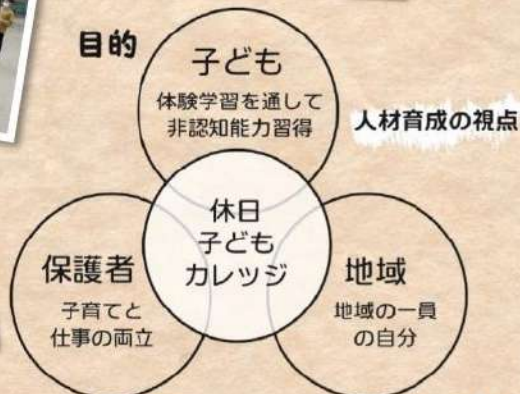 目的
子ども
体験学習を通して
非認知能力習得
人材育成の視点
休日
子ども
カレッジ
保護者
子育てと
仕事の両立
地域
地域の一員
の自分